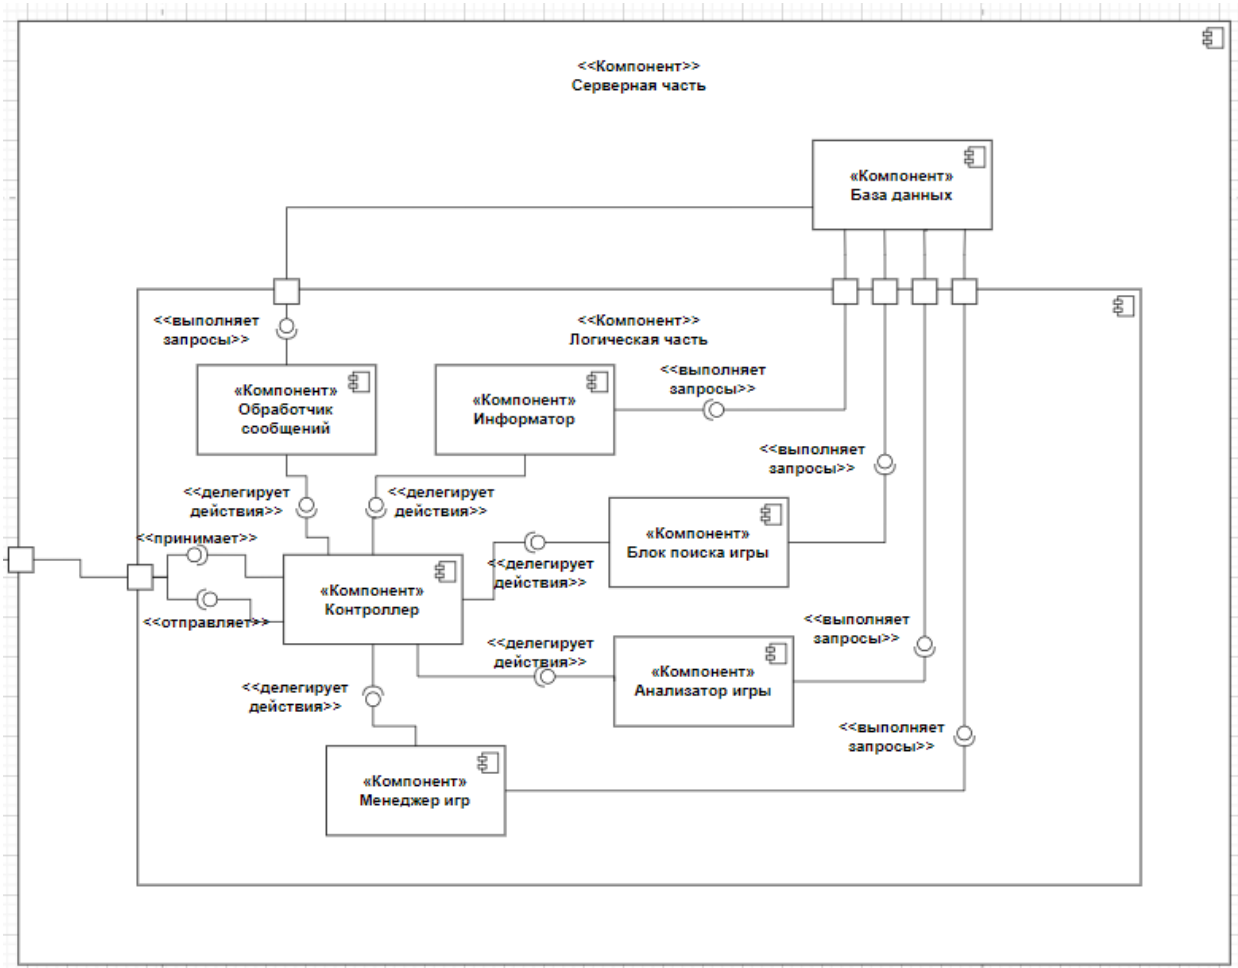 <<Компонент>>
Серверная часть
«Компонент»
База данных
<<выполняет
запросы>>
<<Компонент>>
Логическая часть
«Компонент»
Обработчик
сообщений
«Компонент»
Информатор
<<выполняет
запросы>>
<<выполняет
запросы>>
<<делегирует
действия>>
<<делегирует
действия>>
<<принимает>>
«Компонент»
Блок поиска игры
<<делегирует
действия>>
«Компонент»
Контроллер
<<отправляет>>
<<выполняет
запросы>>
<<делегирует
действия>>
«Компонент»
Анализатор игры
<<делегирует
действия>>
<<выполняет
запросы>>
«Компонент»
Менеджер игр